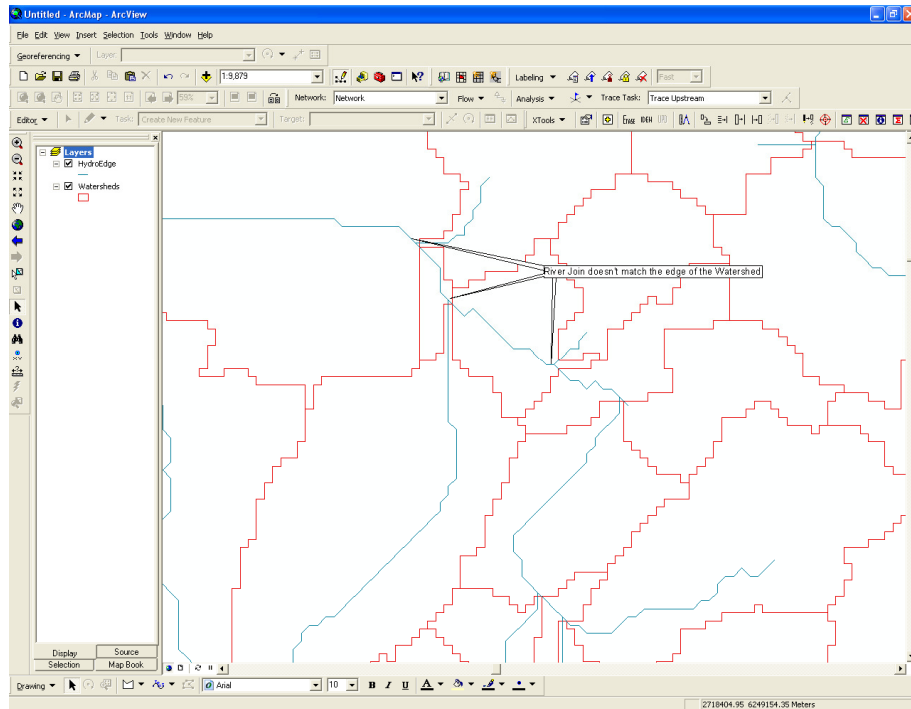 Untitled - ArcMap - ArcView
File Edit View Insert Selection Tools Window Help
Georeferencing Layer:
1:9,879 Labeling Fast
55% Network: Network Flow Analysis Trace Task: Trace Upstream
Editor Task: Create New Feature Target: XTools
Layers
HydroEdge
Watersheds
River Join doesn't match the edge of the Watershed
Display Source
Selection Map Book
Drawing A Arial 10 B I U A
2718404.95 6249154.35 Meters